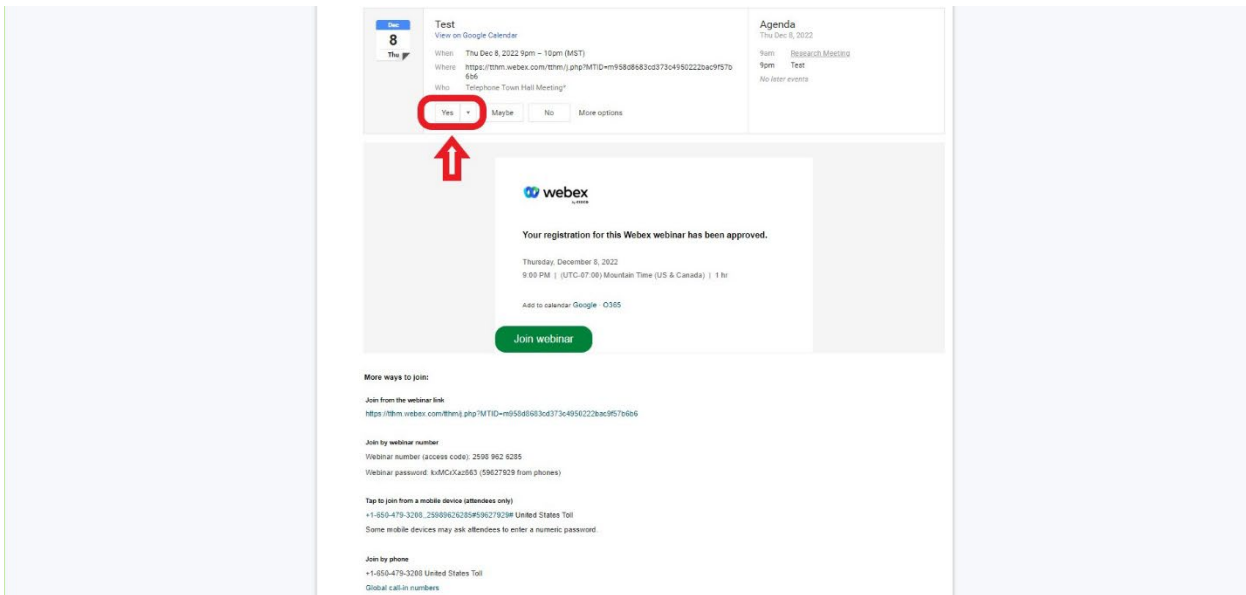 Dec
8
Thu
Test
View on Google Calendar
When Thu Dec 8, 2022 9pm – 10pm (MST)
Where https://tthm.webex.com/tthm/j.php?MTID=m958d8683cd373c4950222bac9f57b
6b6
Who Telephone Town Hall Meeting*
Yes Maybe No More options
Agenda
Thu Dec 8, 2022
9am Research Meeting
9pm Test
No later events
webex
by CISCO
Your registration for this Webex webinar has been approved.
Thursday, December 8, 2022
9:00 PM | (UTC-07:00) Mountain Time (US & Canada) | 1 hr
Add to calendar Google · O365
Join webinar
More ways to join:
Join from the webinar link
https://tthm.webex.com/tthm/j.php?MTID=m958d8683cd373c4950222bac9f57b6b6
Join by webinar number
Webinar number (access code): 2598 962 6285
Webinar password: kxMCrXaz863 (59627929 from phones)
Tap to join from a mobile device (attendees only)
+1-650-479-3208,,25989626285#59627929# United States Toll
Some mobile devices may ask attendees to enter a numeric password.
Join by phone
+1-650-479-3208 United States Toll
Global call-in numbers